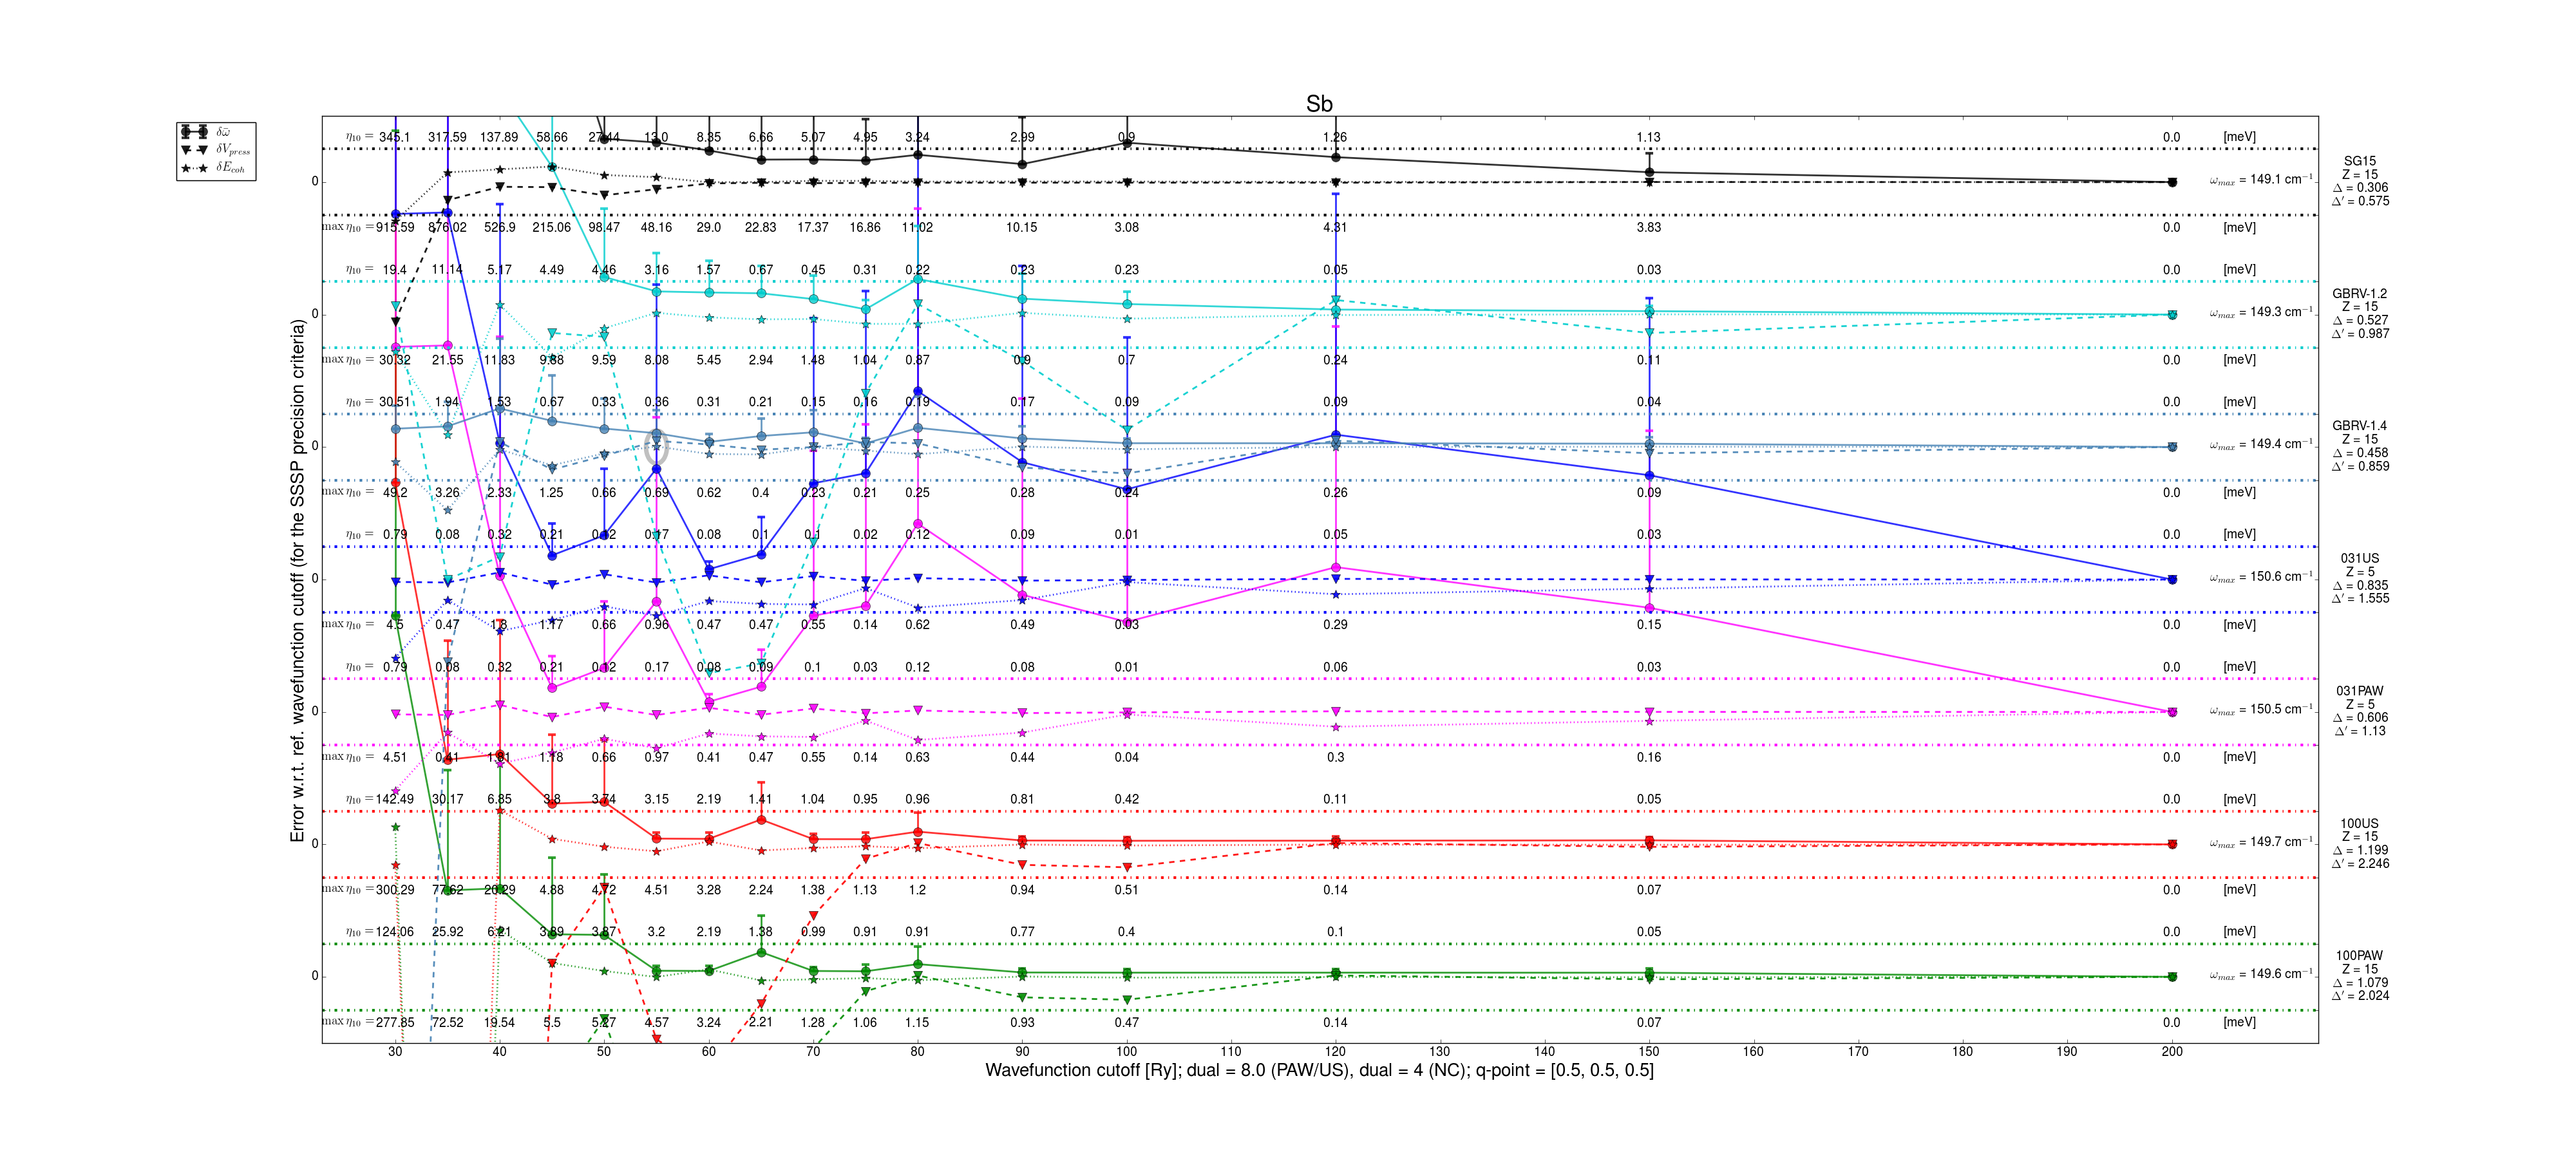 Sb
δω̄
δV_press
δE_coh
Error w.r.t. ref. wavefunction cutoff (for the SSSP precision criteria)
η₁₀ = 345.1 317.59 137.89 58.66 27.44 13.0 8.85 6.66 5.07 4.95 3.24 2.99 0.9 1.26 1.13 0.0 [meV]
0 ω_max = 149.1 cm⁻¹
max η₁₀ = 915.59 876.02 526.9 215.06 98.47 48.16 29.0 22.83 17.37 16.86 11.02 10.15 3.08 4.31 3.83 0.0 [meV]
SG15
Z = 15
Δ = 0.306
Δ′ = 0.575
η₁₀ = 19.4 11.14 5.17 4.49 4.46 3.16 1.57 0.67 0.45 0.31 0.22 0.23 0.23 0.05 0.03 0.0 [meV]
0 ω_max = 149.3 cm⁻¹
max η₁₀ = 30.32 21.55 11.83 9.88 9.59 8.08 5.45 2.94 1.48 1.04 0.87 0.9 0.7 0.24 0.11 0.0 [meV]
GBRV-1.2
Z = 15
Δ = 0.527
Δ′ = 0.987
η₁₀ = 30.51 1.94 1.53 0.67 0.33 0.36 0.31 0.21 0.15 0.16 0.19 0.17 0.09 0.09 0.04 0.0 [meV]
0 ω_max = 149.4 cm⁻¹
max η₁₀ = 49.2 3.26 2.33 1.25 0.66 0.69 0.62 0.4 0.23 0.21 0.25 0.28 0.24 0.26 0.09 0.0 [meV]
GBRV-1.4
Z = 15
Δ = 0.458
Δ′ = 0.859
η₁₀ = 0.79 0.08 0.32 0.21 0.12 0.17 0.08 0.1 0.1 0.02 0.12 0.09 0.01 0.05 0.03 0.0 [meV]
0 ω_max = 150.6 cm⁻¹
max η₁₀ = 4.5 0.47 1.8 1.17 0.66 0.96 0.47 0.47 0.55 0.14 0.62 0.49 0.03 0.29 0.15 0.0 [meV]
031US
Z = 5
Δ = 0.835
Δ′ = 1.555
η₁₀ = 0.79 0.08 0.32 0.21 0.12 0.17 0.08 0.09 0.1 0.03 0.12 0.08 0.01 0.06 0.03 0.0 [meV]
0 ω_max = 150.5 cm⁻¹
max η₁₀ = 4.51 0.41 1.81 1.18 0.66 0.97 0.41 0.47 0.55 0.14 0.63 0.44 0.04 0.3 0.16 0.0 [meV]
031PAW
Z = 5
Δ = 0.606
Δ′ = 1.13
η₁₀ = 142.49 30.17 6.85 3.8 3.74 3.15 2.19 1.41 1.04 0.95 0.96 0.81 0.42 0.11 0.05 0.0 [meV]
0 ω_max = 149.7 cm⁻¹
max η₁₀ = 300.29 77.62 20.29 4.88 4.72 4.51 3.28 2.24 1.38 1.13 1.2 0.94 0.51 0.14 0.07 0.0 [meV]
100US
Z = 15
Δ = 1.199
Δ′ = 2.246
η₁₀ = 124.06 25.92 6.21 3.89 3.87 3.2 2.19 1.38 0.99 0.91 0.91 0.77 0.4 0.1 0.05 0.0 [meV]
0 ω_max = 149.6 cm⁻¹
max η₁₀ = 277.85 72.52 19.54 5.5 5.27 4.57 3.24 2.21 1.28 1.06 1.15 0.93 0.47 0.14 0.07 0.0 [meV]
100PAW
Z = 15
Δ = 1.079
Δ′ = 2.024
30 40 50 60 70 80 90 100 110 120 130 140 150 160 170 180 190 200
Wavefunction cutoff [Ry]; dual = 8.0 (PAW/US), dual = 4 (NC); q-point = [0.5, 0.5, 0.5]